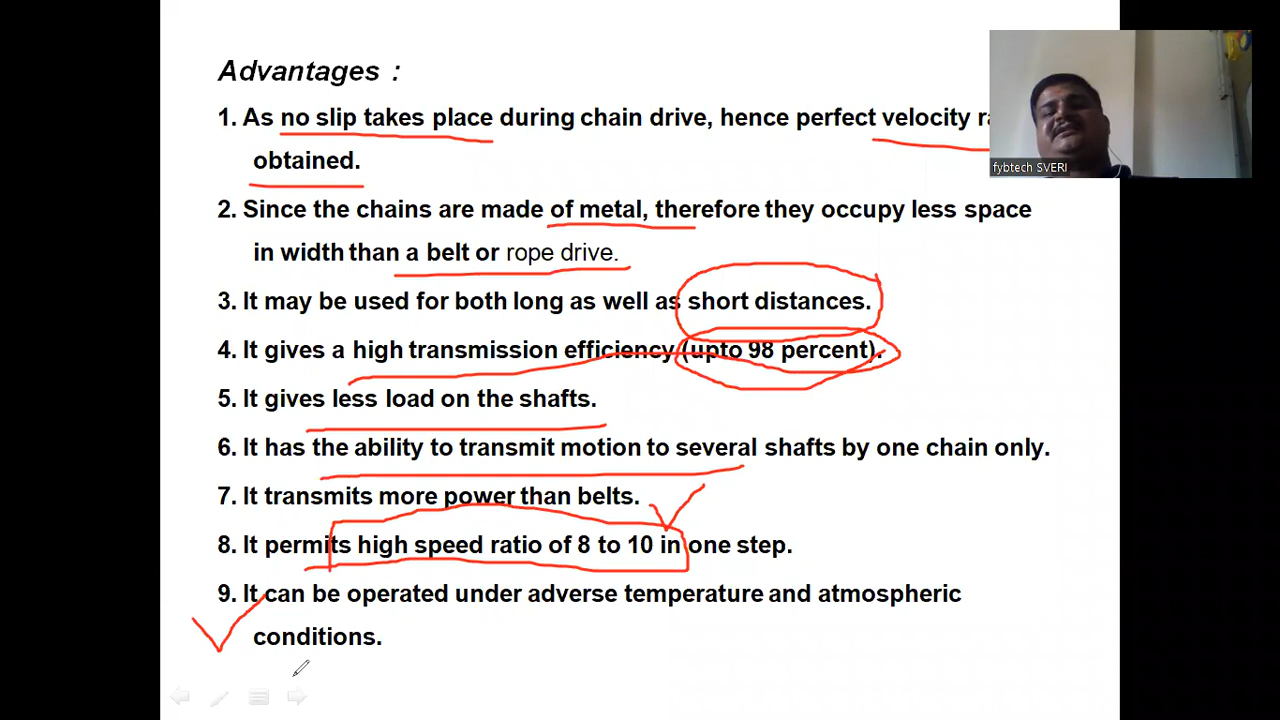 Advantages :
1. As no slip takes place during chain drive, hence perfect velocity
obtained.
2. Since the chains are made of metal, therefore they occupy less space
in width than a belt or rope drive.
3. It may be used for both long as well as short distances.
4. It gives a high transmission efficiency (upto 98 percent).
5. It gives less load on the shafts.
6. It has the ability to transmit motion to several shafts by one chain only.
7. It transmits more power than belts.
8. It permits high speed ratio of 8 to 10 in one step.
9. It can be operated under adverse temperature and atmospheric
conditions.
fybtech SVERI